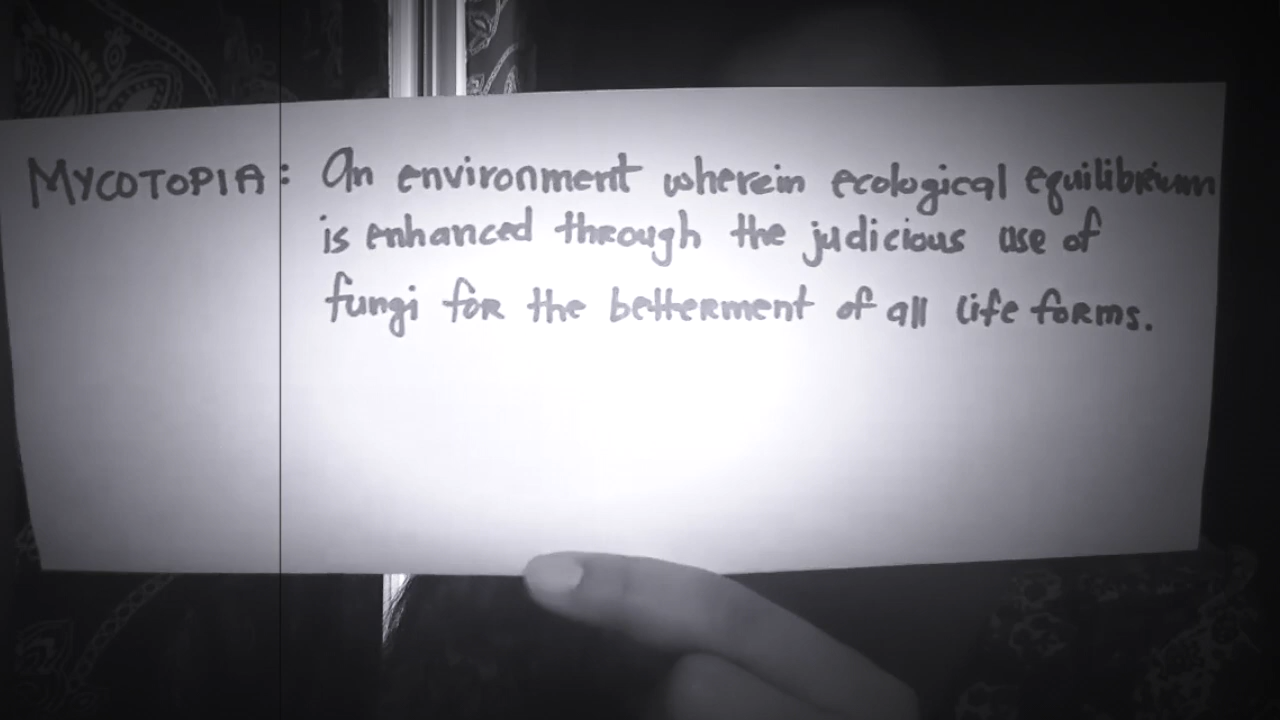 MYCOTOPIA: An environment wherein ecological equilibrium
is enhanced through the judicious use of
fungi for the betterment of all life forms.